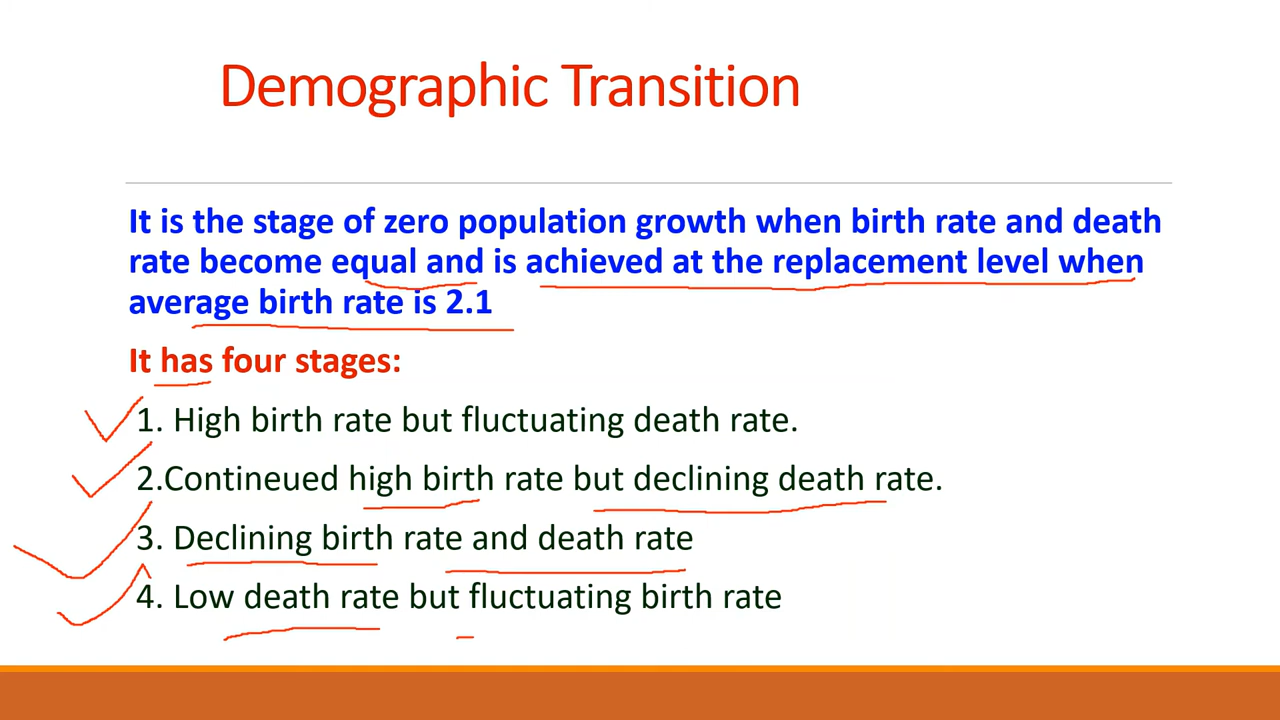 Demographic Transition
It is the stage of zero population growth when birth rate and death
rate become equal and is achieved at the replacement level when
average birth rate is 2.1
It has four stages:
1. High birth rate but fluctuating death rate.
2.Contineued high birth rate but declining death rate.
3. Declining birth rate and death rate
4. Low death rate but fluctuating birth rate